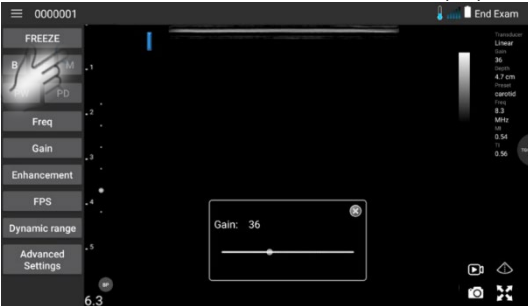 0000001
End Exam
FREEZE
B
M
PD
Freq
Gain
Enhancement
FPS
Dynamic range
Advanced
Settings
.1
.2
.3
.4
.5
6.3
SP
Gain: 36
Transducer
Linear
Gain
36
Depth
4.7 cm
Preset
carotid
Freq
8.3
MHz
MI
0.54
TI
0.56